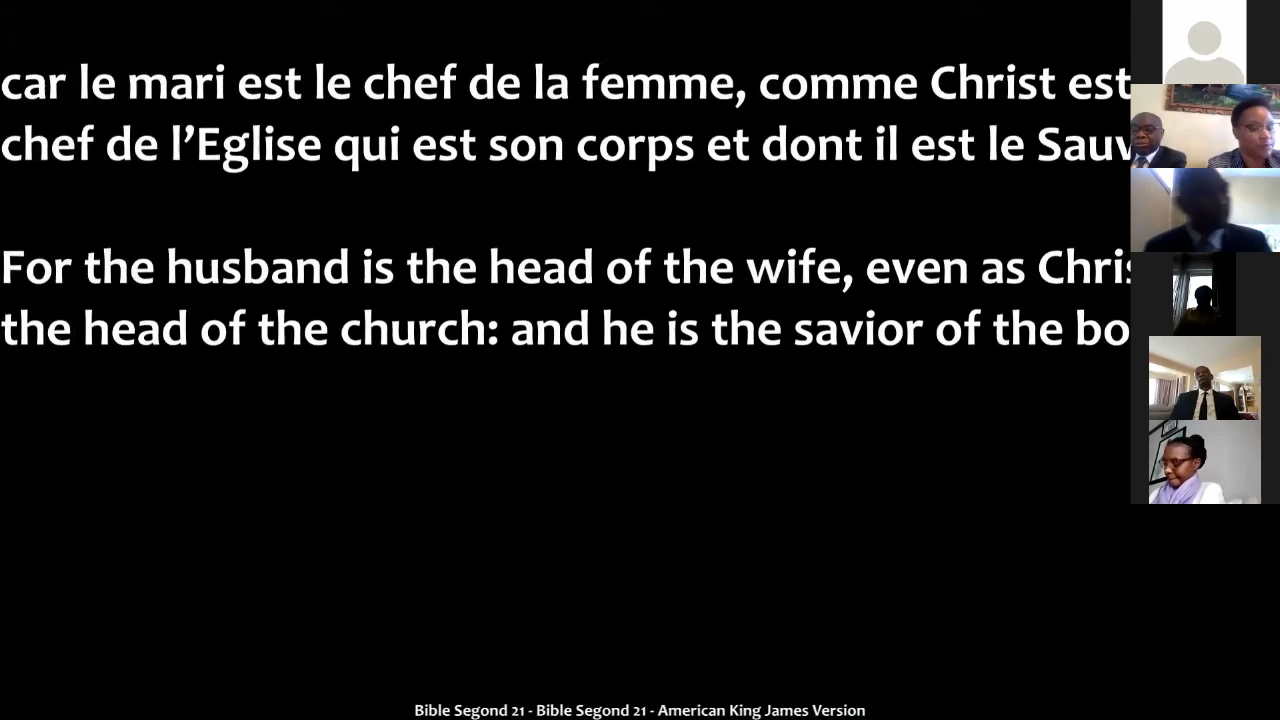 car le mari est le chef de la femme, comme Christ est
chef de l’Eglise qui est son corps et dont il est le
For the husband is the head of the wife, even as
the head of the church: and he is the savior of the
Bible Segond 21 - Bible Segond 21 - American King James Version